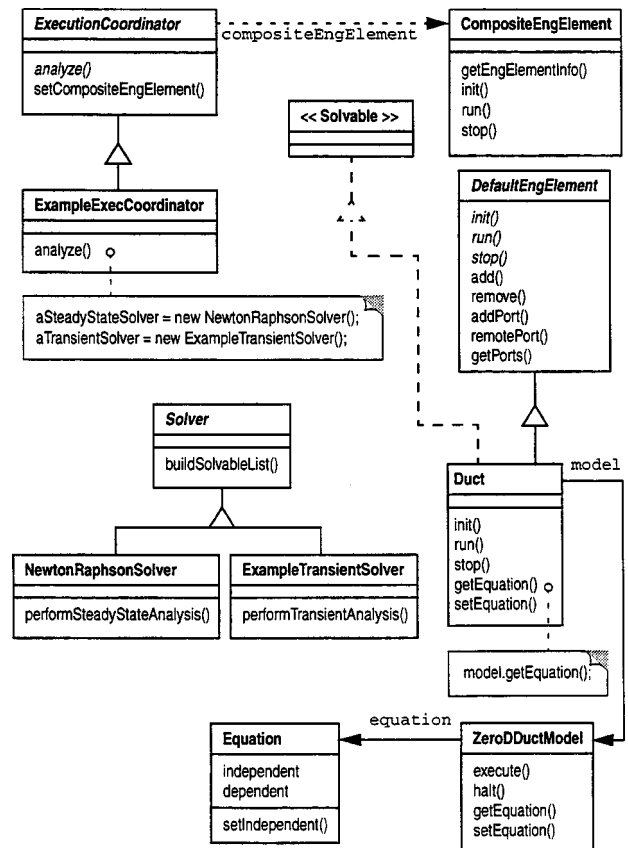 ExecutionCoordinator
analyze()
setCompositeEngElement()
compositeEngElement
CompositeEngElement
getEngElementInfo()
init()
run()
stop()
<< Solvable >>
ExampleExecCoordinator
analyze()
aSteadyStateSolver = new NewtonRaphsonSolver();
aTransientSolver = new ExampleTransientSolver();
DefaultEngElement
init()
run()
stop()
add()
remove()
addPort()
remotePort()
getPorts()
Solver
buildSolvableList()
NewtonRaphsonSolver
performSteadyStateAnalysis()
ExampleTransientSolver
performTransientAnalysis()
Duct
init()
run()
stop()
getEquation()
setEquation()
model
model.getEquation();
equation
Equation
independent
dependent
setIndependent()
ZeroDDuctModel
execute()
halt()
getEquation()
setEquation()